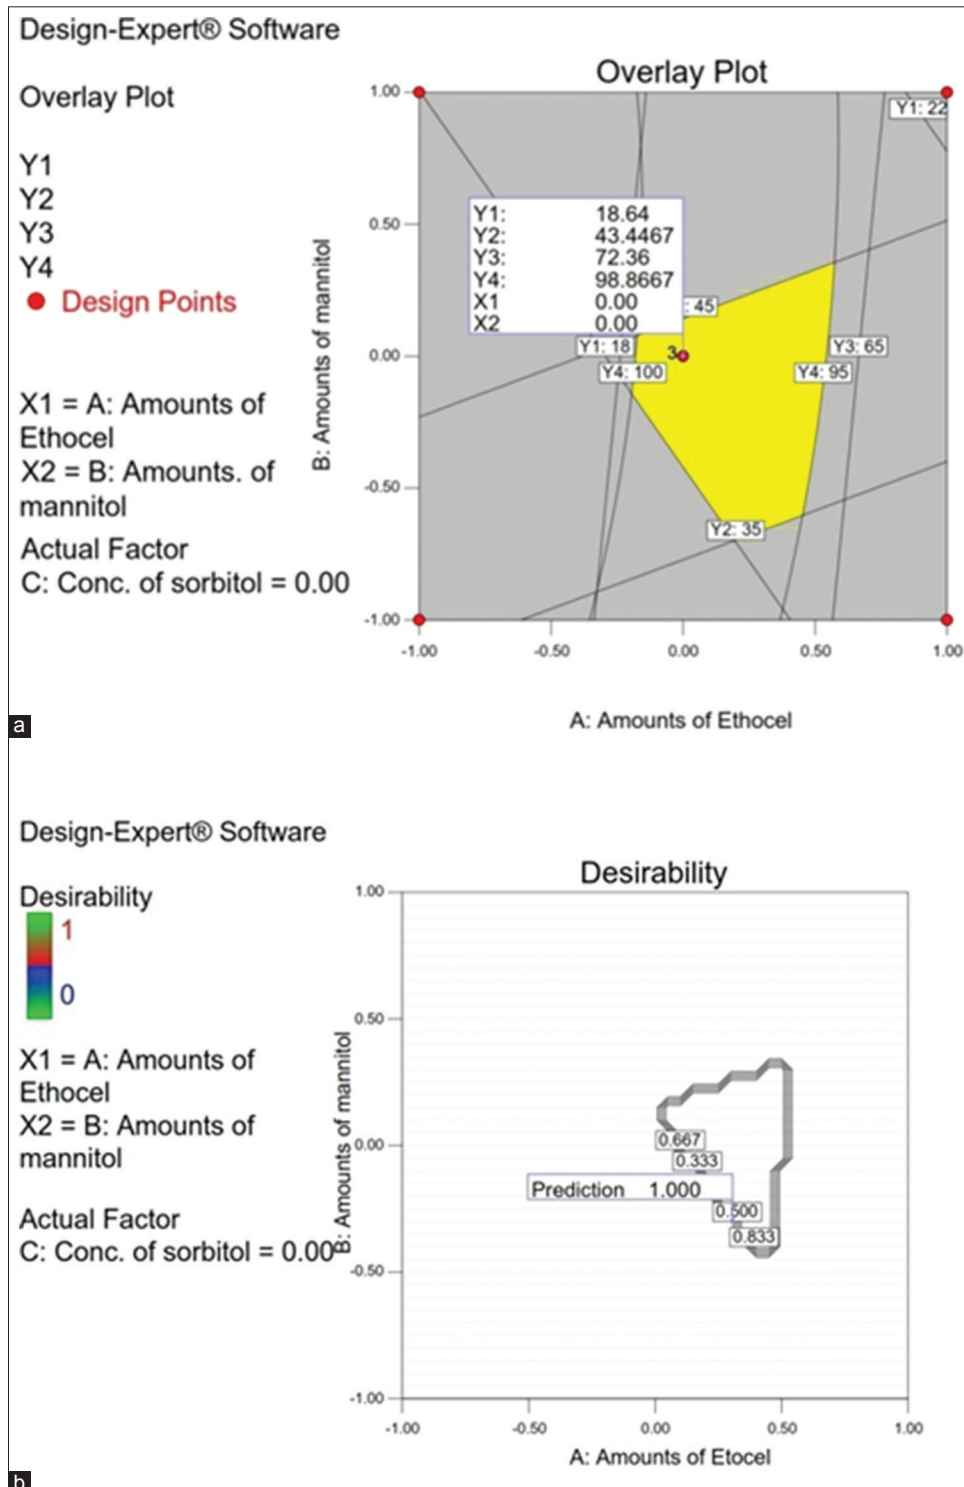 Design-Expert® Software
Overlay Plot
Y1
Y2
Y3
Y4
Design Points
X1 = A: Amounts of
Ethocel
X2 = B: Amounts. of
mannitol
Actual Factor
C: Conc. of sorbitol = 0.00
Overlay Plot
B: Amounts of mannitol
1.00
0.50
0.00
-0.50
-1.00
Y1: 22
Y1: 18.64
Y2: 43.4467
Y3: 72.36
Y4: 98.8667
X1 0.00
X2 0.00
: 45
Y1: 18
3
Y3: 65
Y4: 100
Y4: 95
Y2: 35
-1.00 -0.50 0.00 0.50 1.00
A: Amounts of Ethocel
a
Design-Expert® Software
Desirability
1
0
X1 = A: Amounts of
Ethocel
X2 = B: Amounts of
mannitol
Actual Factor
C: Conc. of sorbitol = 0.00
Desirability
B: Amounts of mannitol
1.00
0.50
0.00
-0.50
-1.00
0.667
0.333
Prediction 1.000
0.500
0.833
-1.00 -0.50 0.00 0.50 1.00
A: Amounts of Etocel
b